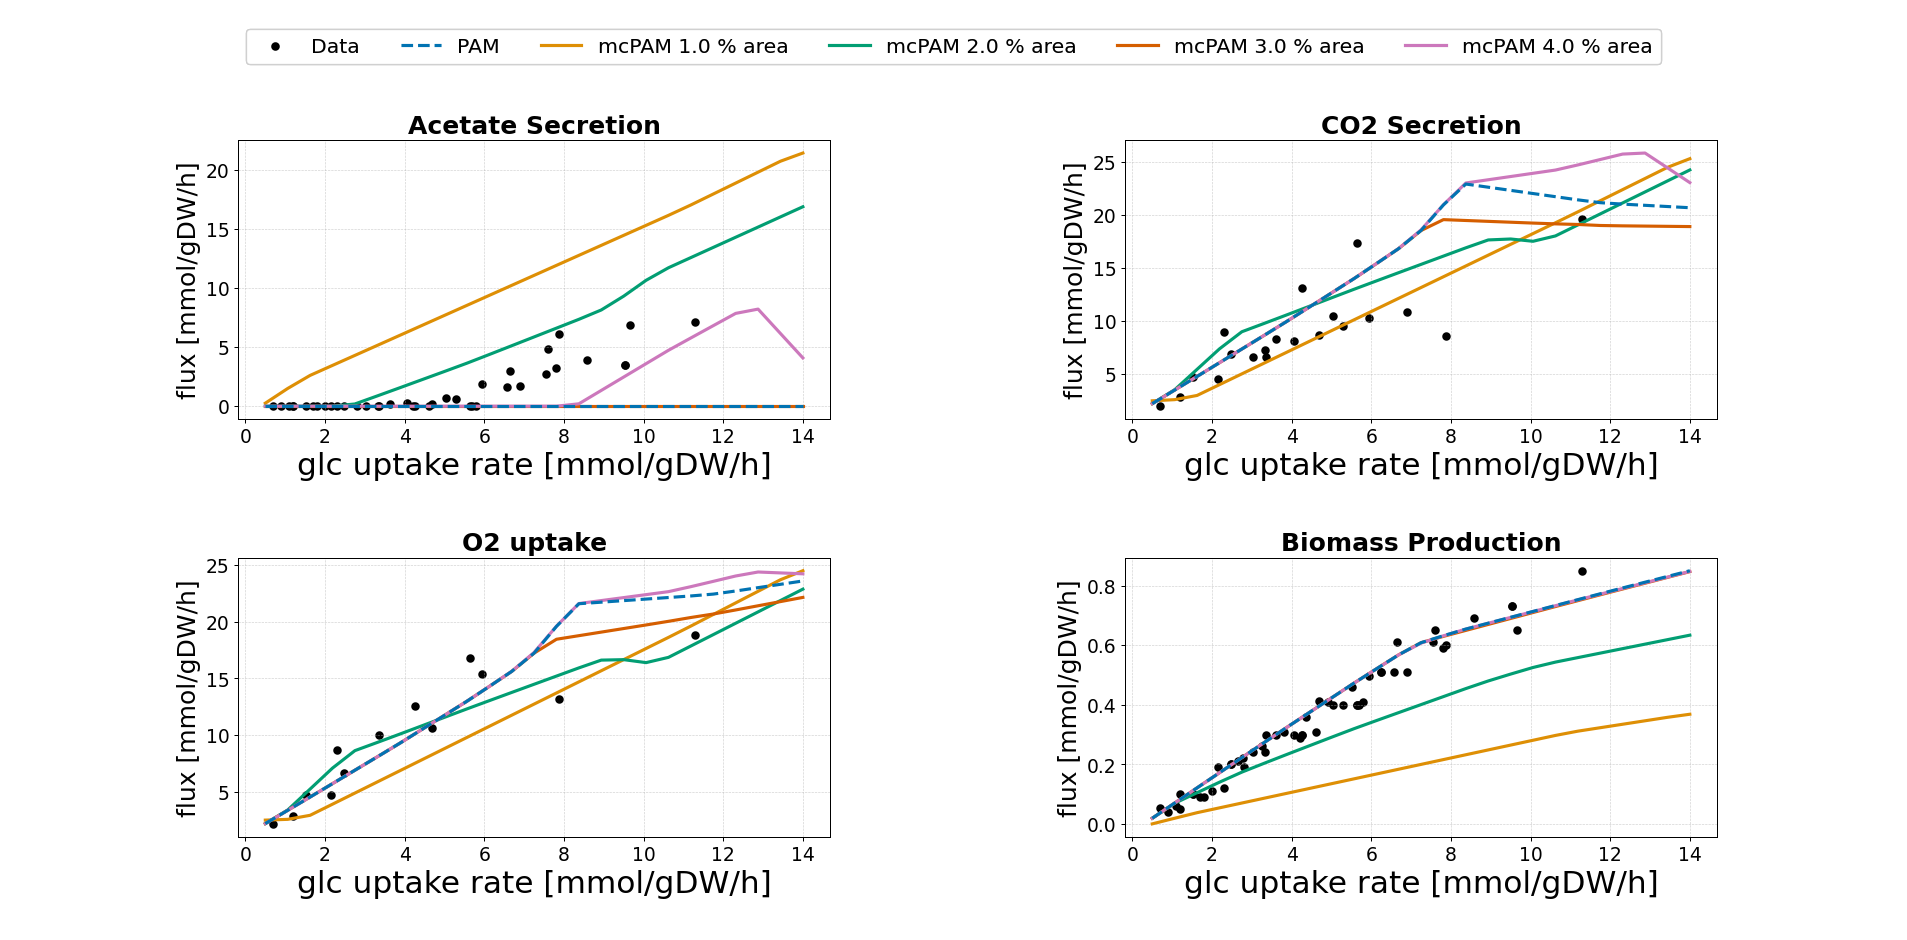 Data PAM mcPAM 1.0 % area mcPAM 2.0 % area mcPAM 3.0 % area mcPAM 4.0 % area
Acetate Secretion
flux [mmol/gDW/h]
20
15
10
5
0
0 2 4 6 8 10 12 14
glc uptake rate [mmol/gDW/h]
CO2 Secretion
flux [mmol/gDW/h]
25
20
15
10
5
0 2 4 6 8 10 12 14
glc uptake rate [mmol/gDW/h]
O2 uptake
flux [mmol/gDW/h]
25
20
15
10
5
0 2 4 6 8 10 12 14
glc uptake rate [mmol/gDW/h]
Biomass Production
flux [mmol/gDW/h]
0.8
0.6
0.4
0.2
0.0
0 2 4 6 8 10 12 14
glc uptake rate [mmol/gDW/h]